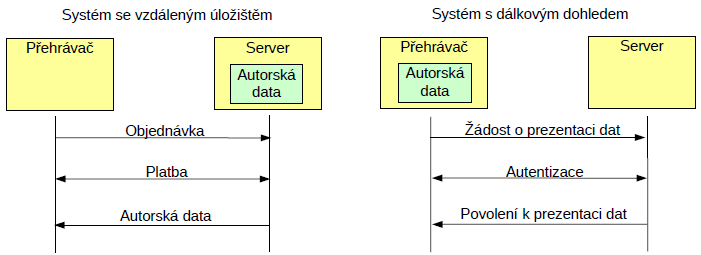 Systém se vzdáleným úložištěm
Přehrávač
Server
Autorská
data
Objednávka
Platba
Autorská data
Systém s dálkovým dohledem
Přehrávač
Autorská
data
Server
Žádost o prezentaci dat
Autentizace
Povolení k prezentaci dat